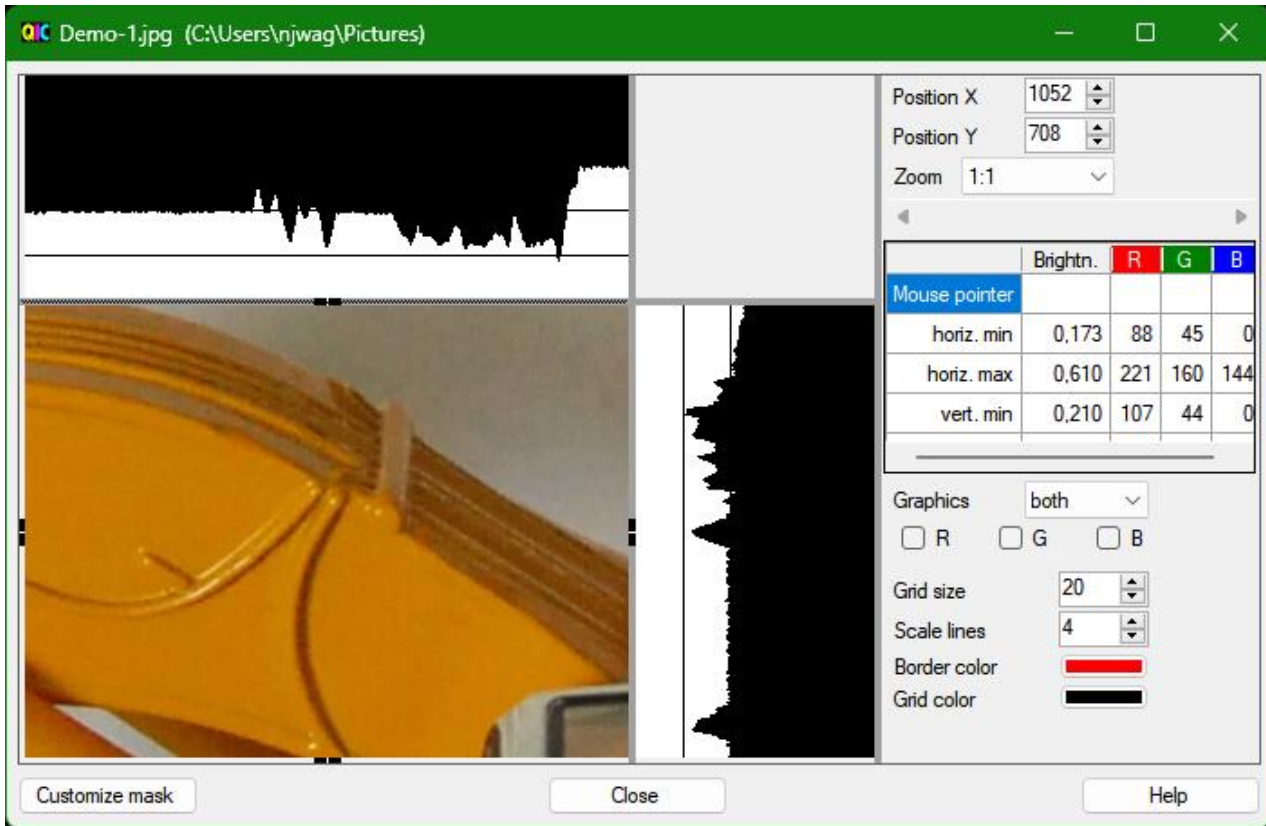 QIC Demo-1.jpg (C:\Users\njwag\Pictures)
Position X 1052
Position Y 708
Zoom 1:1
Brightn. R G B
Mouse pointer
horiz. min 0,173 88 45 0
horiz. max 0,610 221 160 144
vert. min 0,210 107 44 0
Graphics both
R G B
Grid size 20
Scale lines 4
Border color
Grid color
Customize mask Close Help